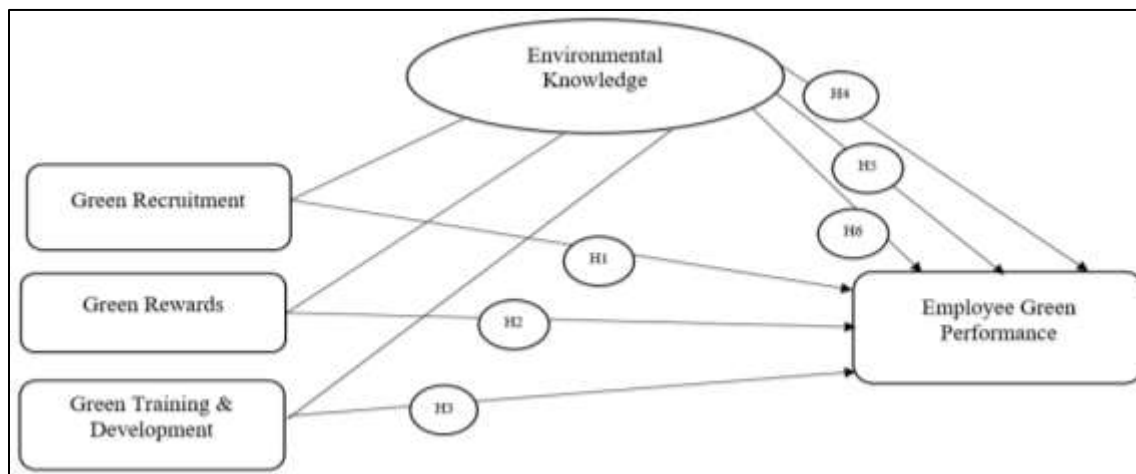 Environmental
Knowledge
H4
H5
H6
Green Recruitment
H1
Green Rewards
H2
Employee Green
Performance
Green Training &
Development
H3